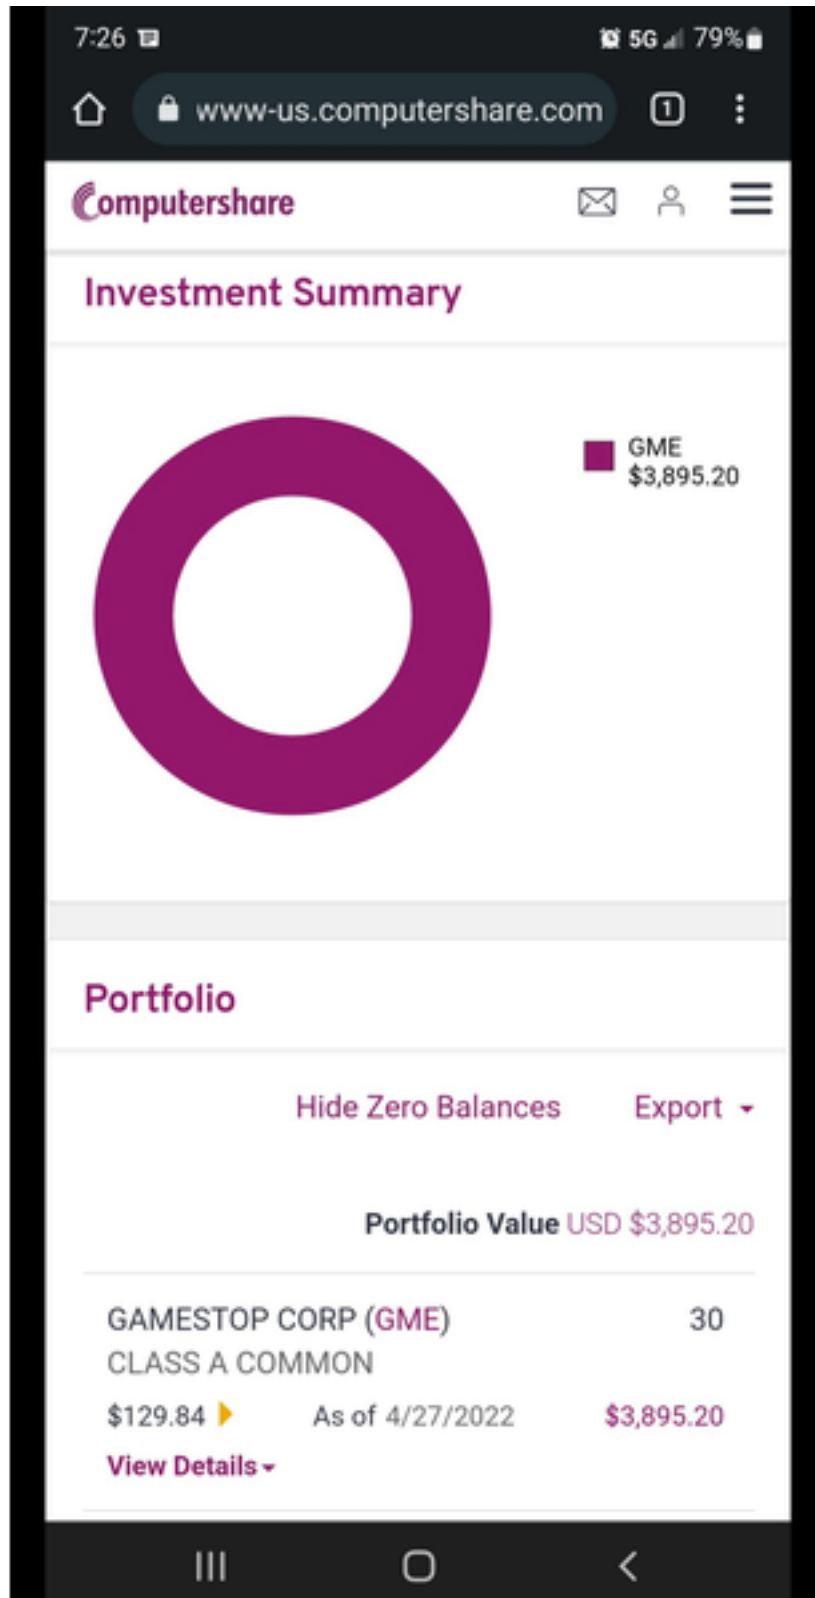 7:26 5G 79%
www-us.computershare.com 1
Computershare
Investment Summary
GME
$3,895.20
Portfolio
Hide Zero Balances Export
Portfolio Value USD $3,895.20
GAMESTOP CORP (GME) 30
CLASS A COMMON
$129.84 As of 4/27/2022 $3,895.20
View Details